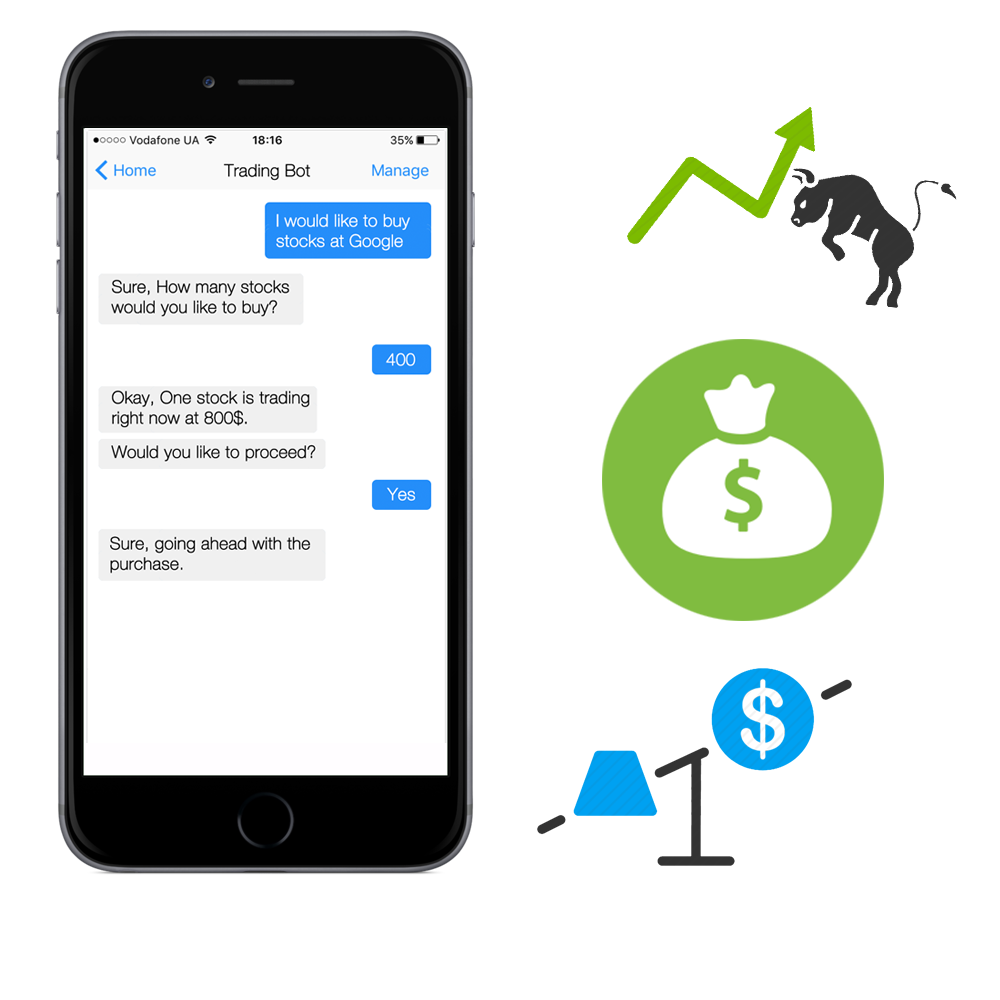 Vodafone UA 18:16 35%
Home Trading Bot Manage
I would like to buy
stocks at Google
Sure, How many stocks
would you like to buy?
400
Okay, One stock is trading
right now at 800$.
Would you like to proceed?
Yes
Sure, going ahead with the
purchase.
$
$